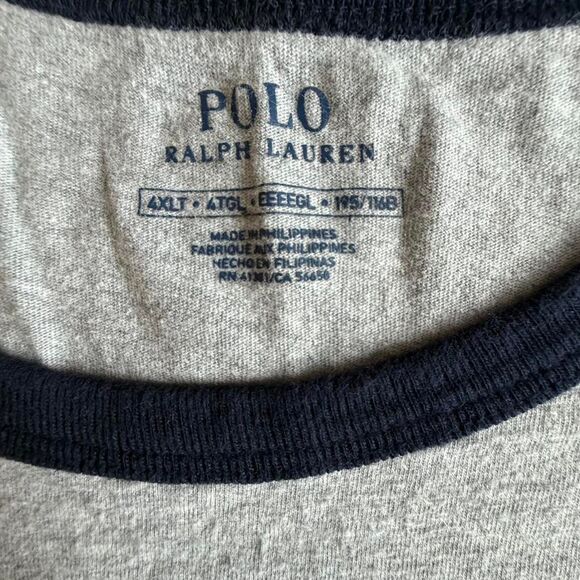 POLO
RALPH LAUREN
4XLT • 4TGL • EEEEGL • 195/116B
MADE IN PHILIPPINES
FABRIQUE AUX PHILIPPINES
HECHO EN FILIPINAS
RN 41381/CA 56658